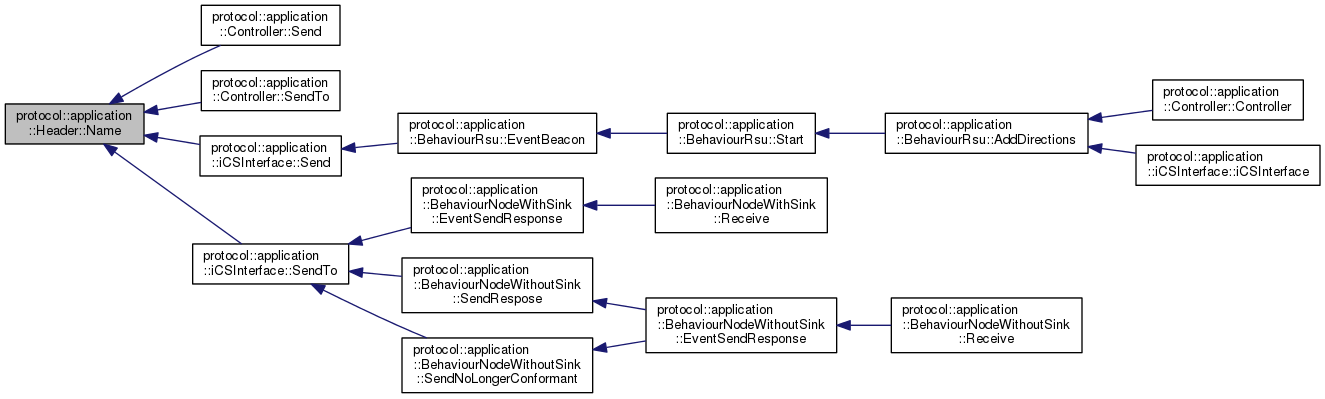 protocol::application
::Controller::Send
protocol::application
::Controller::SendTo
protocol::application
::Header::Name
protocol::application
::iCSInterface::Send
protocol::application
::BehaviourRsu::EventBeacon
protocol::application
::BehaviourRsu::Start
protocol::application
::BehaviourRsu::AddDirections
protocol::application
::Controller::Controller
protocol::application
::iCSInterface::iCSInterface
protocol::application
::BehaviourNodeWithSink
::EventSendResponse
protocol::application
::BehaviourNodeWithSink
::Receive
protocol::application
::iCSInterface::SendTo
protocol::application
::BehaviourNodeWithoutSink
::SendRespose
protocol::application
::BehaviourNodeWithoutSink
::EventSendResponse
protocol::application
::BehaviourNodeWithoutSink
::Receive
protocol::application
::BehaviourNodeWithoutSink
::SendNoLongerConformant